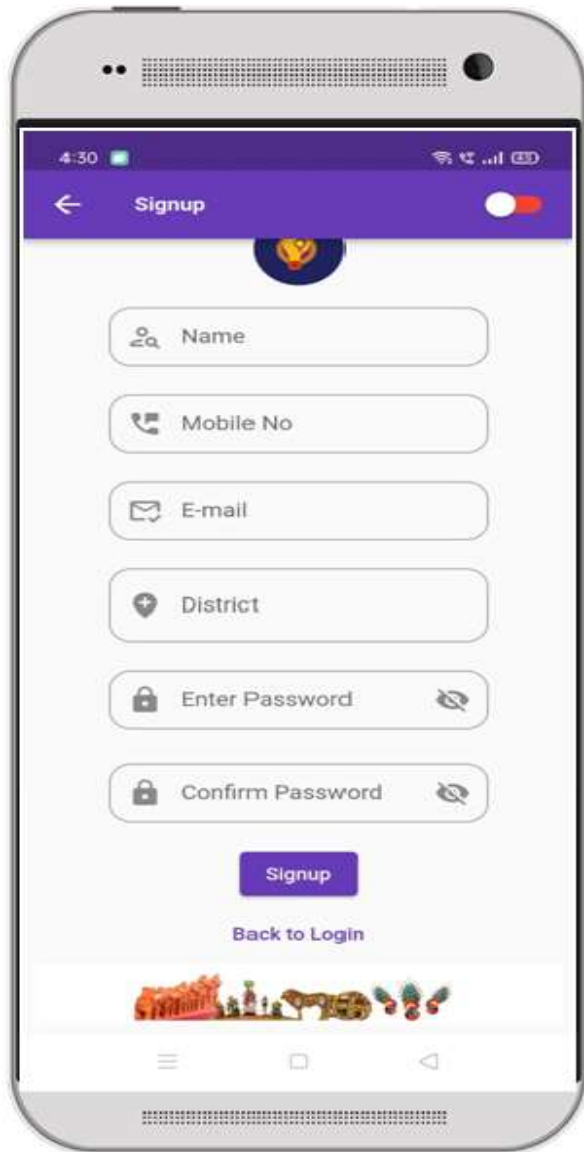 4:30
Signup
Name
Mobile No
E-mail
District
Enter Password
Confirm Password
Signup
Back to Login